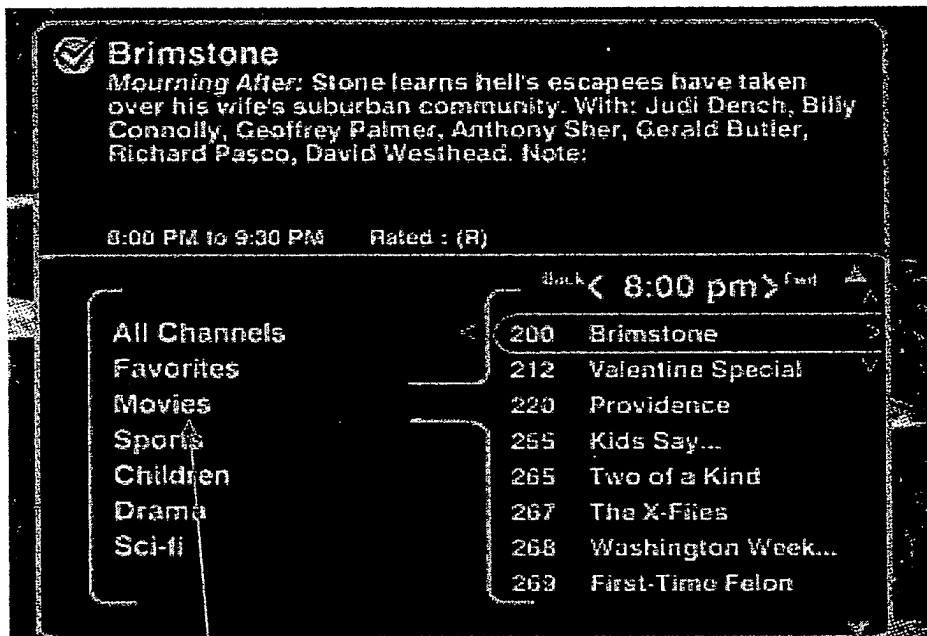 Brimstone
Mourning After: Stone learns hell's escapees have taken
over his wife's suburban community. With: Judi Dench, Billy
Connolly, Geoffrey Palmer, Anthony Sher, Gerald Butler,
Richard Pasco, David Westhead. Note:
8:00 PM to 9:30 PM Rated : (R)
Back < 8:00 pm > Fwd
All Channels
Favorites
Movies
Sports
Children
Drama
Sci-fi
200 Brimstone
212 Valentine Special
220 Providence
255 Kids Say...
265 Two of a Kind
267 The X-Files
268 Washington Week...
269 First-Time Felon